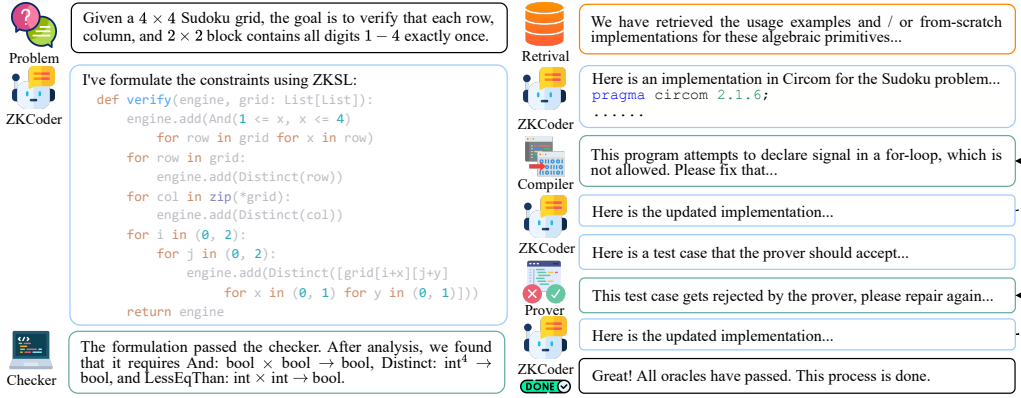 Problem
Given a 4 × 4 Sudoku grid, the goal is to verify that each row,
column, and 2 × 2 block contains all digits 1 − 4 exactly once.
ZKCoder
I've formulate the constraints using ZKSL:
def verify(engine, grid: List[List]):
engine.add(And(1 <= x, x <= 4)
for row in grid for x in row)
for row in grid:
engine.add(Distinct(row))
for col in zip(*grid):
engine.add(Distinct(col))
for i in (0, 2):
for j in (0, 2):
engine.add(Distinct([grid[i+x][j+y]
for x in (0, 1) for y in (0, 1)]))
return engine
Checker
The formulation passed the checker. After analysis, we found
that it requires And: bool × bool → bool, Distinct: int⁴ →
bool, and LessEqThan: int × int → bool.
Retrival
We have retrieved the usage examples and / or from-scratch
implementations for these algebraic primitives...
ZKCoder
Here is an implementation in Circom for the Sudoku problem...
pragma circom 2.1.6;
......
Compiler
This program attempts to declare signal in a for-loop, which is
not allowed. Please fix that...
ZKCoder
Here is the updated implementation...
Here is a test case that the prover should accept...
Prover
This test case gets rejected by the prover, please repair again...
ZKCoder
Here is the updated implementation...
DONE
Great! All oracles have passed. This process is done.